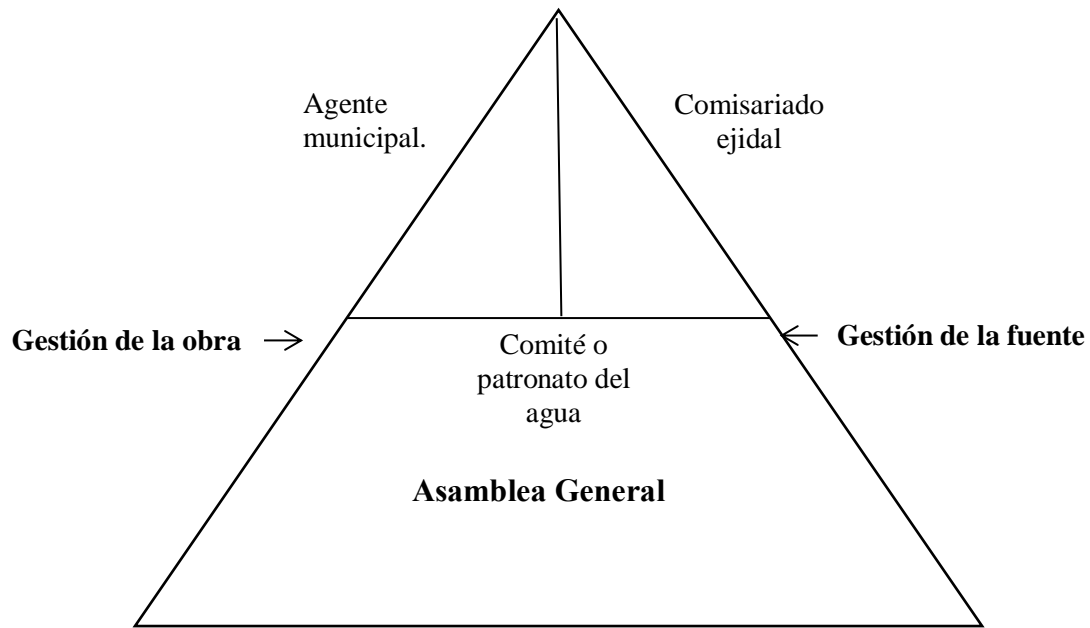 Agente
municipal.
Comisariado
ejidal
Gestión de la obra
Gestión de la fuente
Comité o
patronato del
agua
Asamblea General